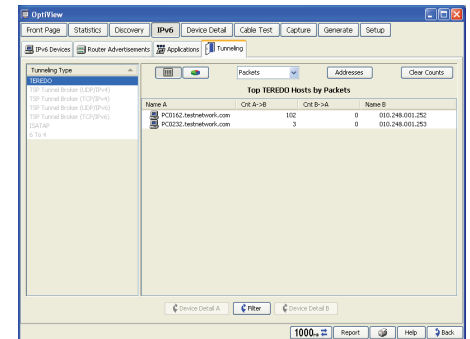 OptiView
Front Page Statistics Discovery IPv6 Device Detail Cable Test Capture Generate Setup
IPv6 Devices Router Advertisements Applications Tunneling
Tunneling Type
TEREDO
TSP Tunnel Broker (UDP/IPv4)
TSP Tunnel Broker (TCP/IPv4)
TSP Tunnel Broker (UDP/IPv6)
TSP Tunnel Broker (TCP/IPv6)
ISATAP
6 To 4
Packets Addresses Clear Counts
Top TEREDO Hosts by Packets
Name A Cnt A->B Cnt B->A Name B
PC0162.testnetwork.com 102 0 010.248.001.252
PC0232.testnetwork.com 3 0 010.248.001.253
Device Detail A Filter Device Detail B
1000 Report Help Back